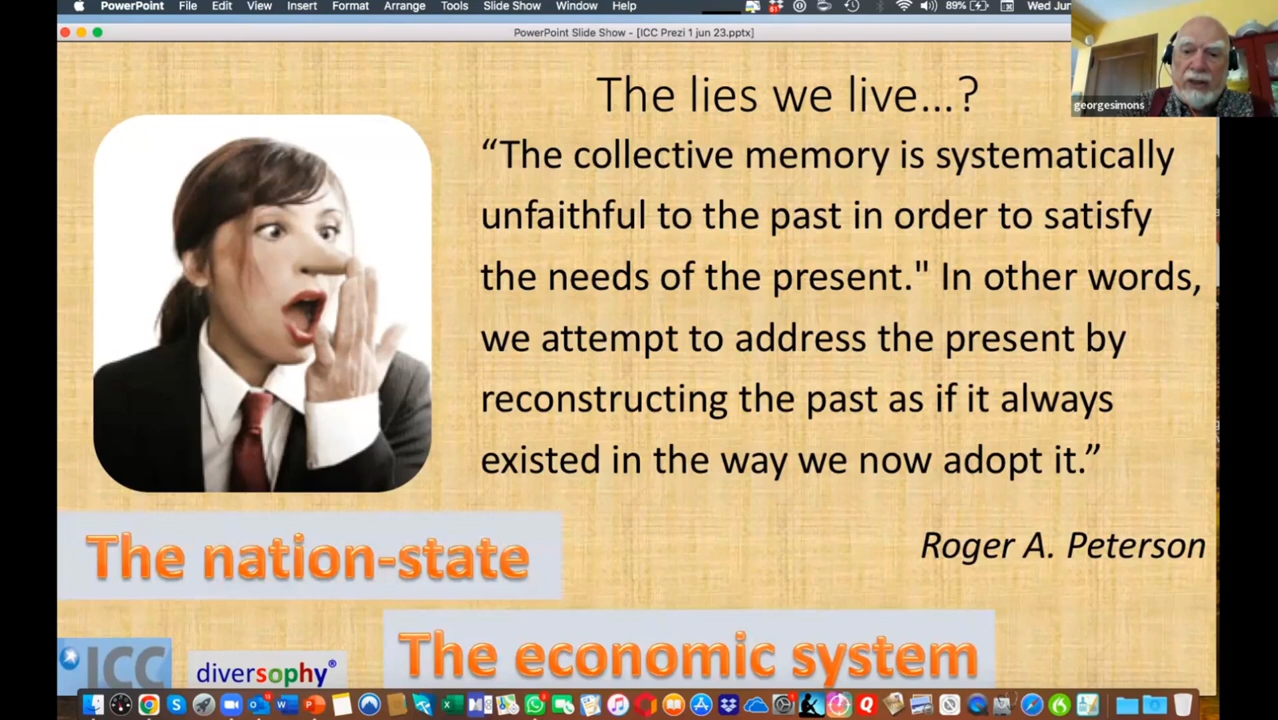 PowerPoint File Edit View Insert Format Arrange Tools Slide Show Window Help 89% Wed Jun
PowerPoint Slide Show - [ICC Prezi 1 jun 23.pptx]
georgesimons
The lies we live...?
“The collective memory is systematically
unfaithful to the past in order to satisfy
the needs of the present." In other words,
we attempt to address the present by
reconstructing the past as if it always
existed in the way we now adopt it.”
Roger A. Peterson
The nation-state
The economic system
ICC
diversophy®